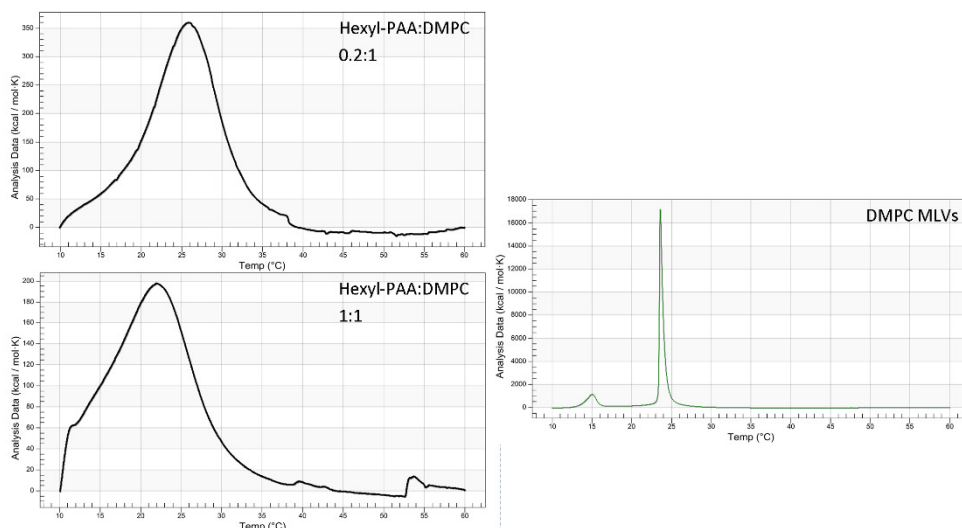 Hexyl-PAA:DMPC
0.2:1
Analysis Data (kcal / mol·K)
350
300
250
200
150
100
50
0
10 15 20 25 30 35 40 45 50 55 60
Temp (°C)
Hexyl-PAA:DMPC
1:1
Analysis Data (kcal / mol·K)
200
180
160
140
120
100
80
60
40
20
0
10 15 20 25 30 35 40 45 50 55 60
Temp (°C)
DMPC MLVs
Analysis Data (kcal / mol·K)
18000
16000
14000
12000
10000
8000
6000
4000
2000
0
10 15 20 25 30 35 40 45 50 55 60
Temp (°C)